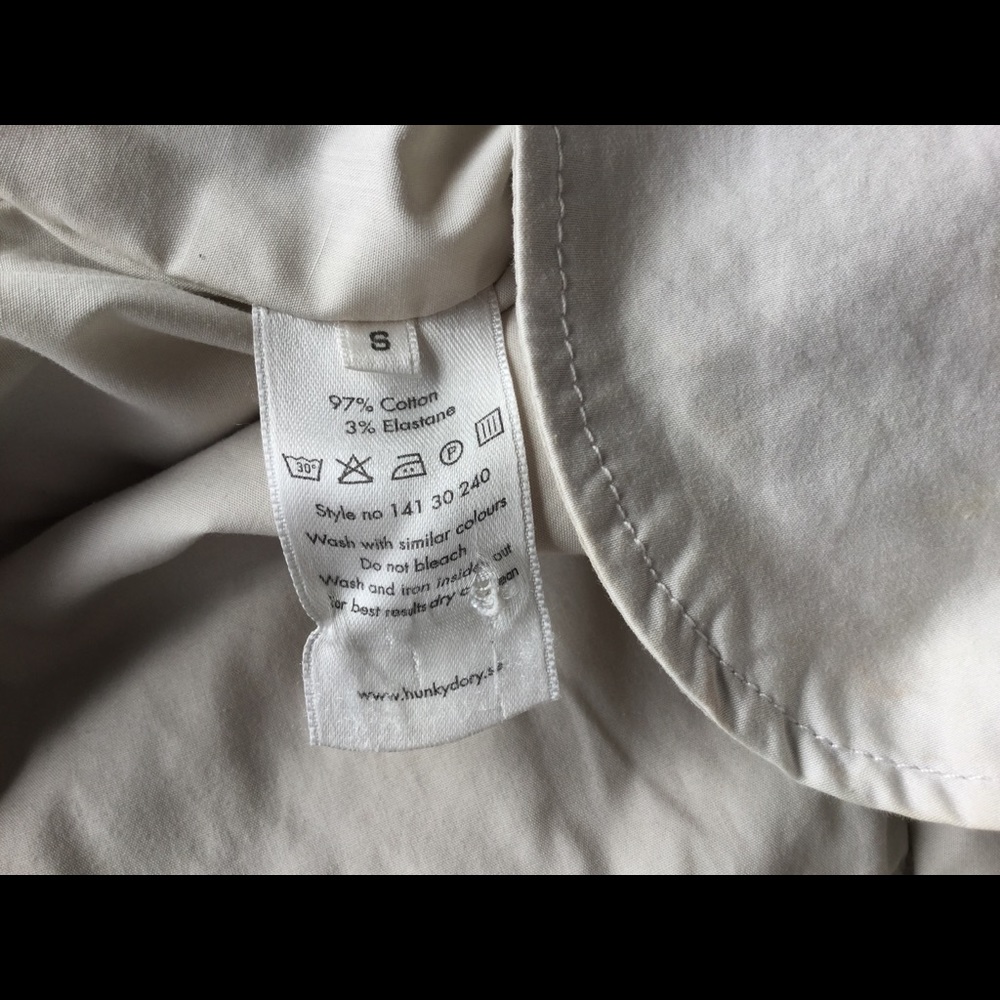 S
97% Cotton
3% Elastane
30°
P
Style no 141 30 240
Wash with similar colours
Do not bleach
Wash and iron inside out
For best results dry
www.hunkydory.se